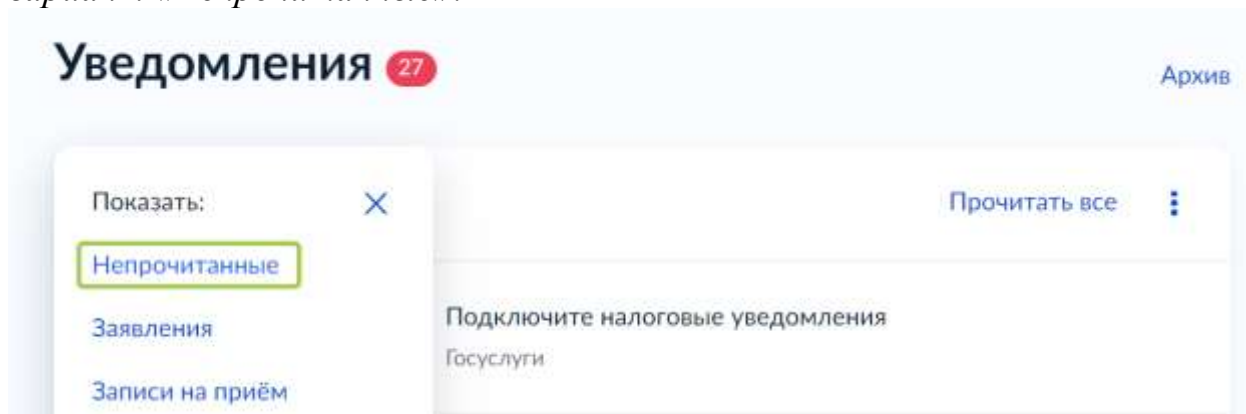 Уведомления 27
Архив
Показать:
Прочитать все
Непрочитанные
Заявления
Подключите налоговые уведомления
Госуслуги
Записи на приём